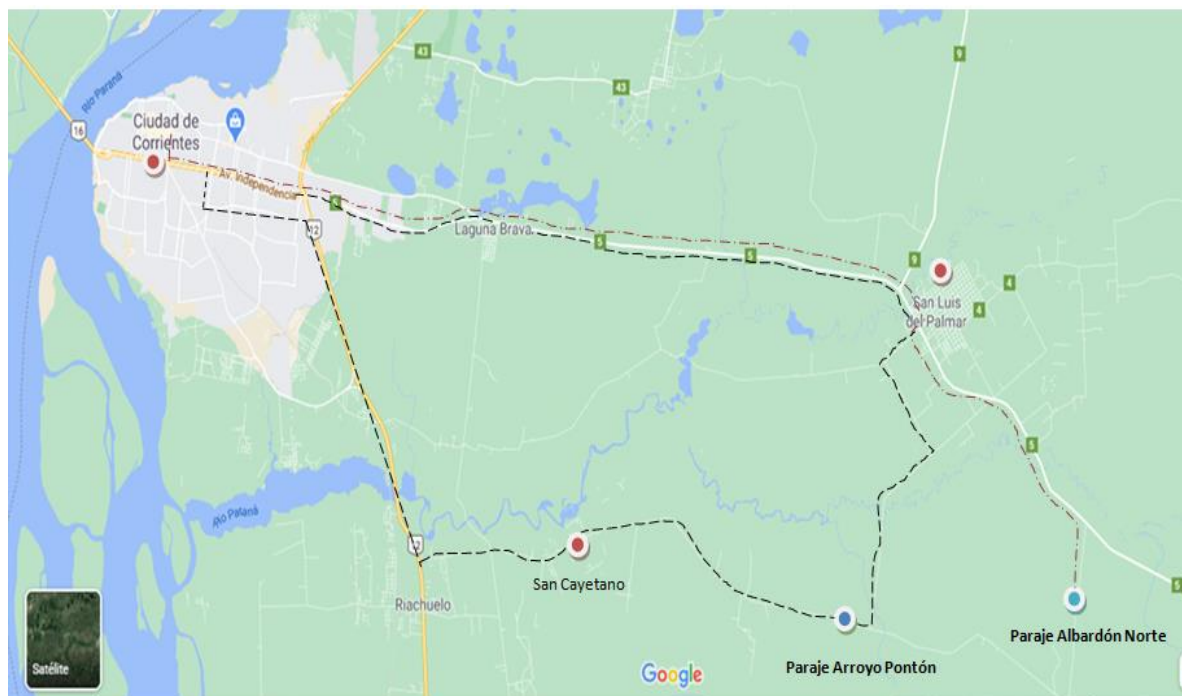 43
9
Río Paraná
43
16
Ciudad de
Corrientes
Av. Independencia
5
12
Laguna Brava
5
5
9
4
San Luis
del Palmar
4
5
Río Paraná
12
San Cayetano
5
Riachuelo
Satélite
Google
Paraje Arroyo Pontón
Paraje Albardón Norte